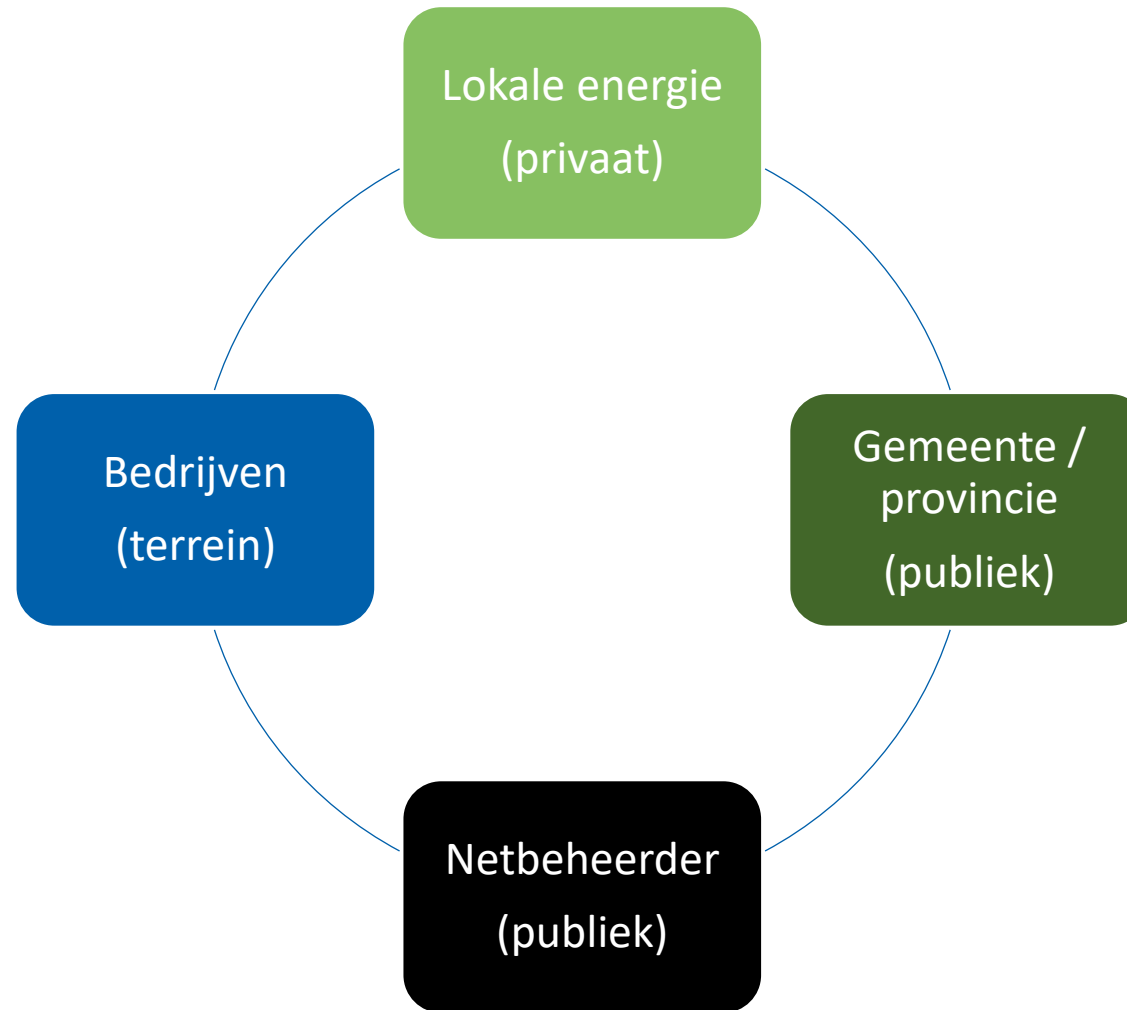 Lokale energie
(privaat)
Bedrijven
(terrein)
Gemeente /
provincie
(publiek)
Netbeheerder
(publiek)